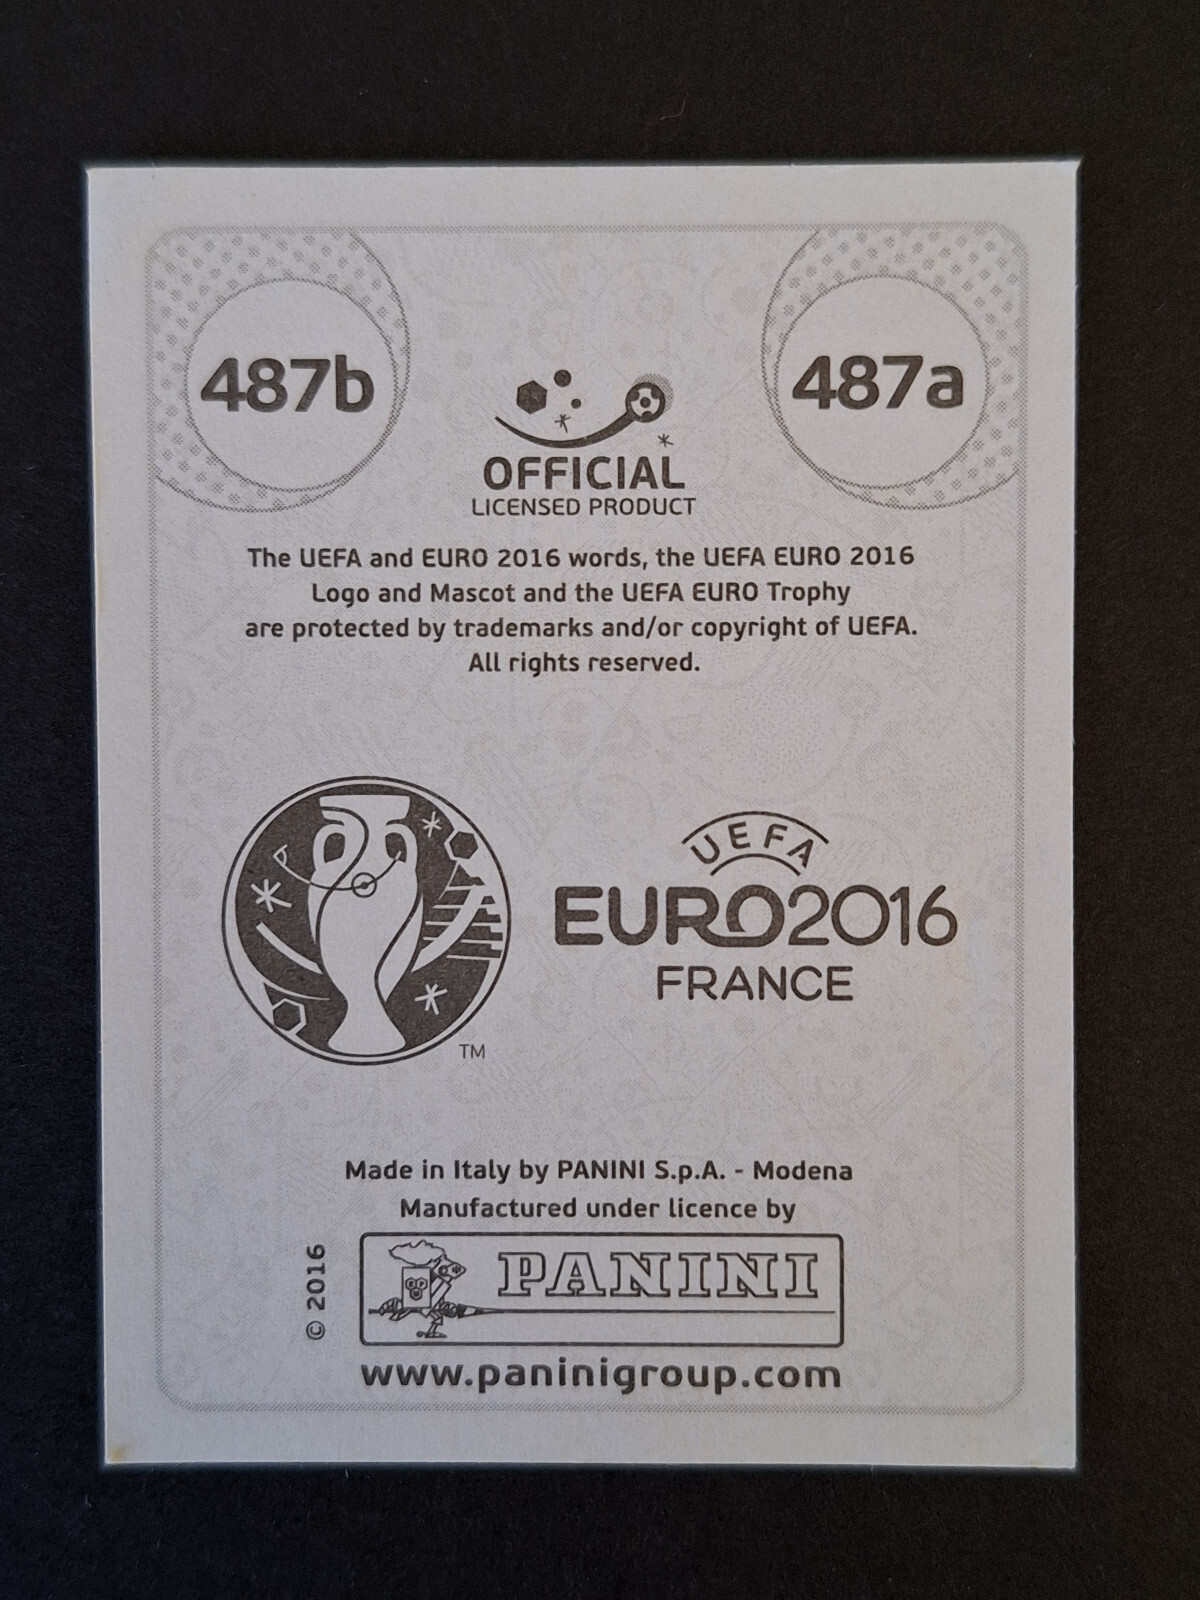 487b
487a
OFFICIAL
LICENSED PRODUCT
The UEFA and EURO 2016 words, the UEFA EURO 2016
Logo and Mascot and the UEFA EURO Trophy
are protected by trademarks and/or copyright of UEFA.
All rights reserved.
UEFA
EURO2016
FRANCE
TM
Made in Italy by PANINI S.p.A. - Modena
Manufactured under licence by
© 2016
PANINI
www.paninigroup.com